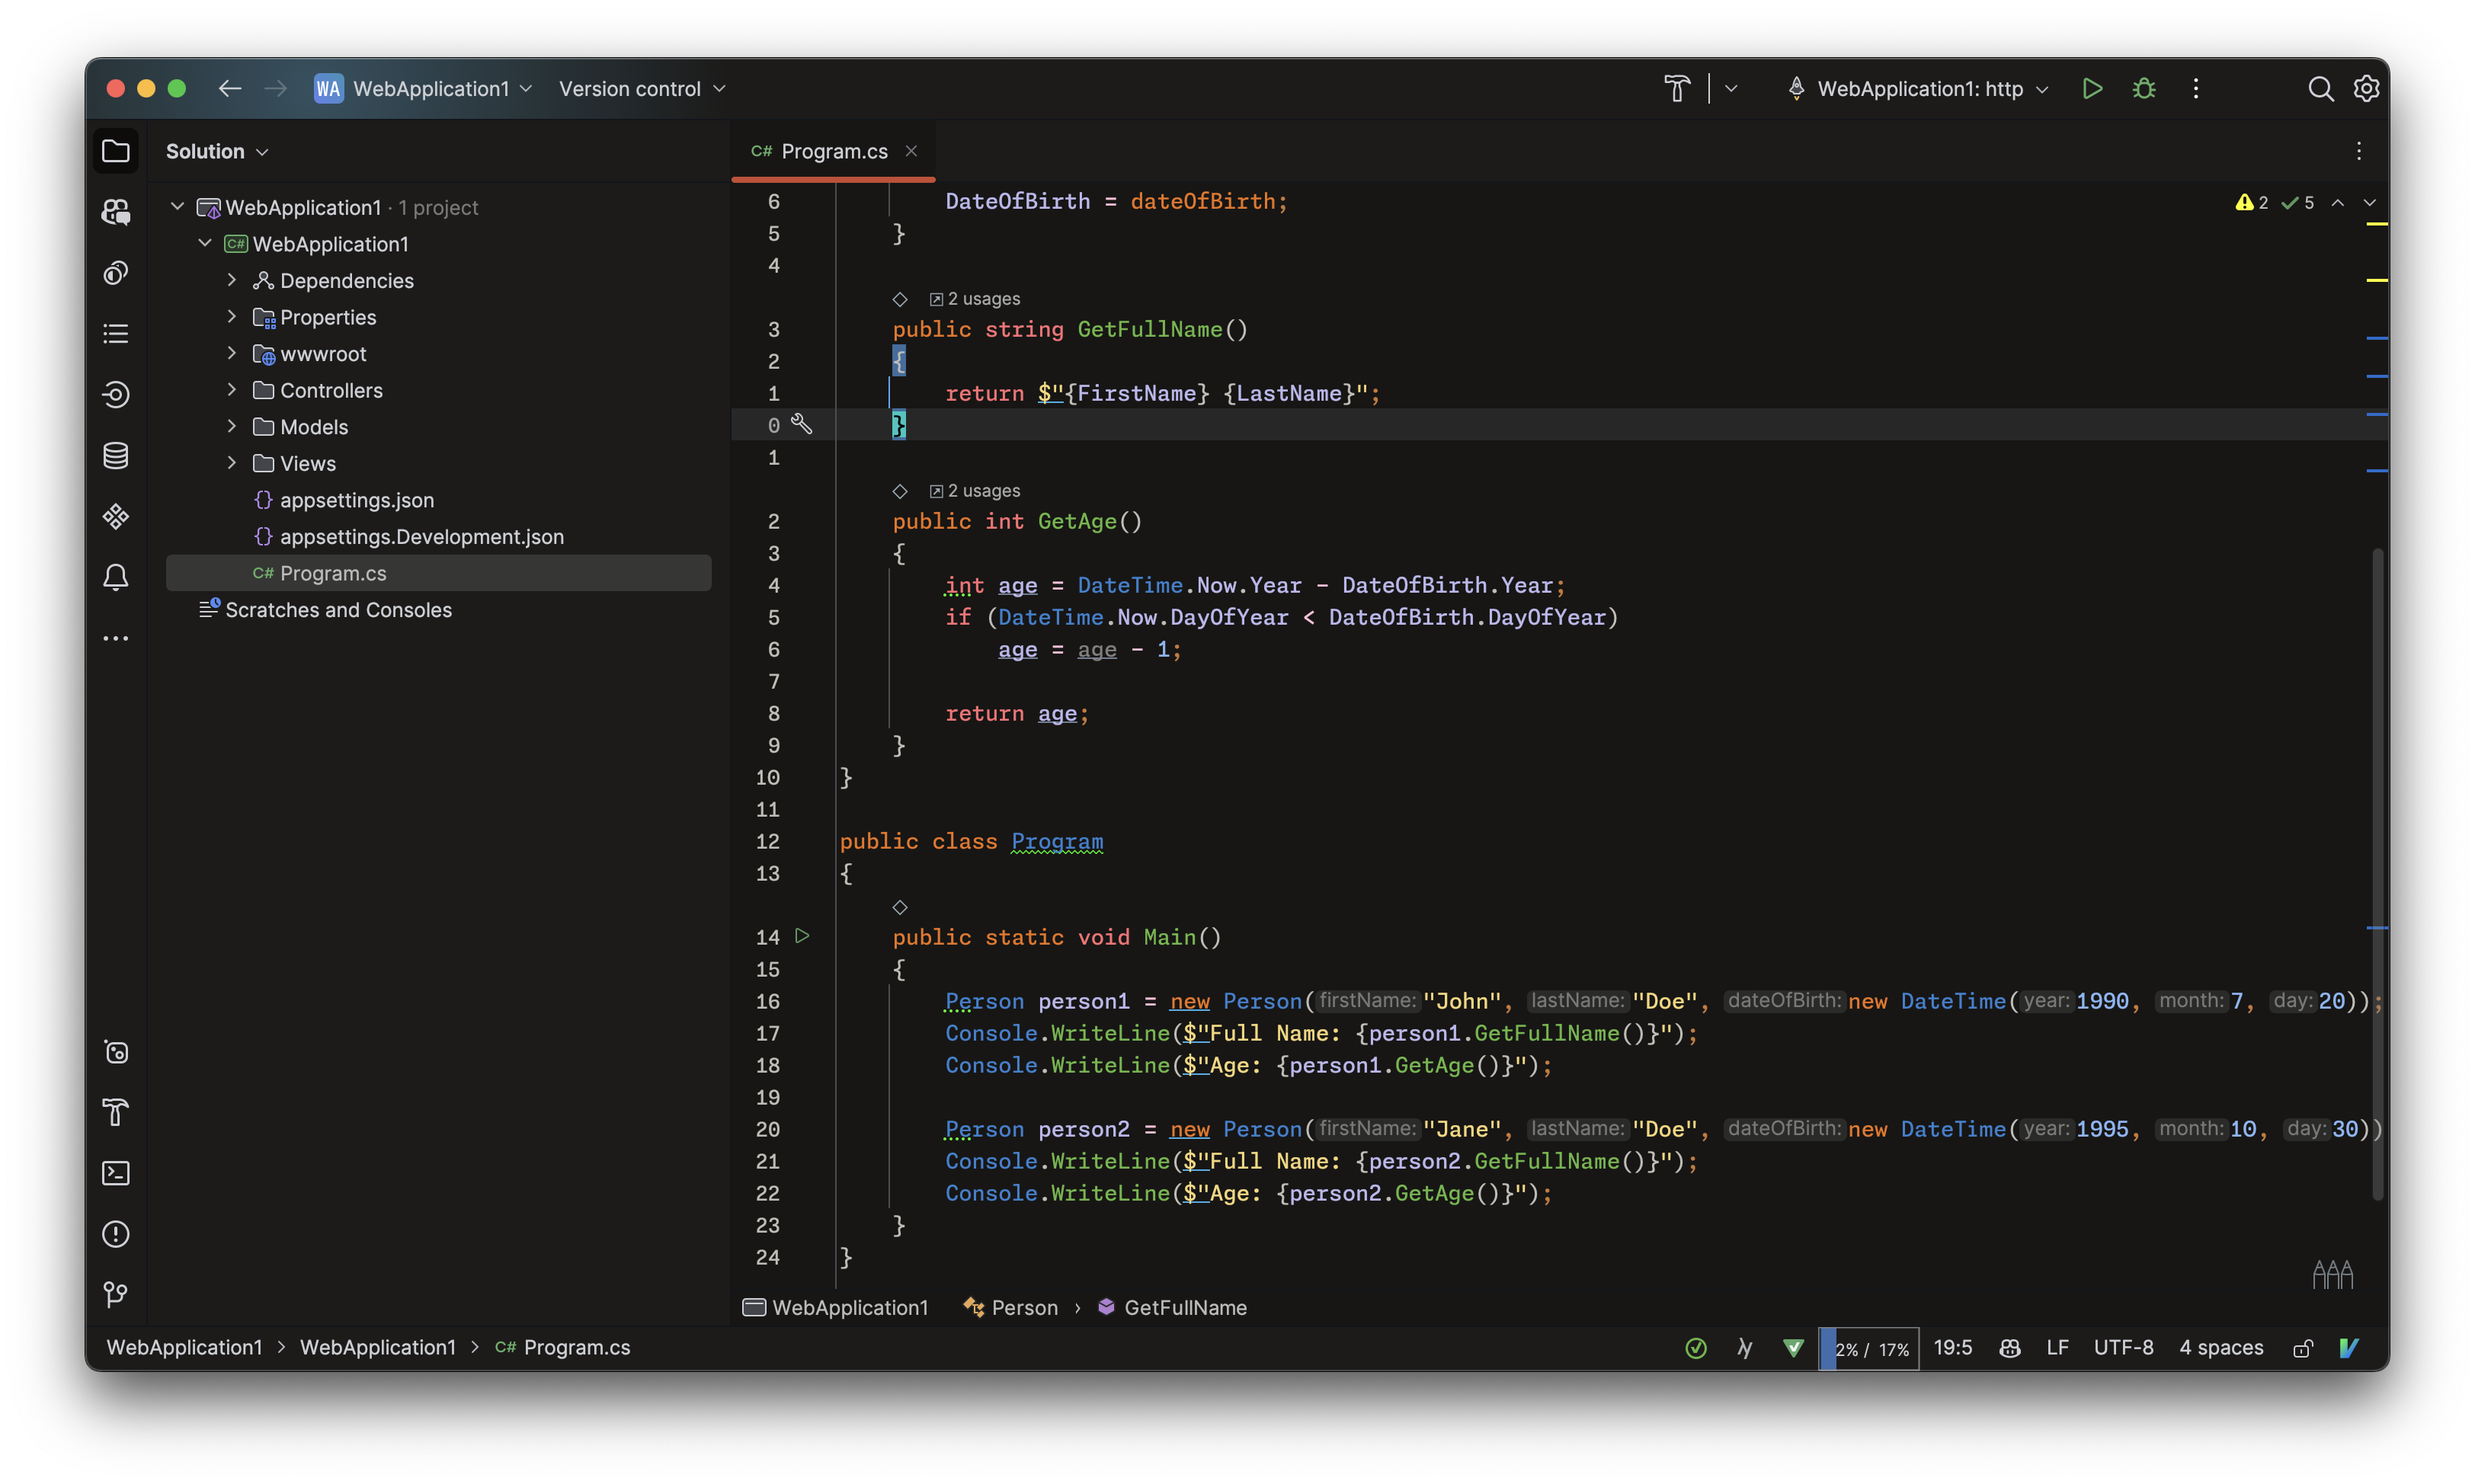 WA WebApplication1 Version control WebApplication1: http
Solution
WebApplication1 · 1 project
C# WebApplication1
Dependencies
Properties
wwwroot
Controllers
Models
Views
{} appsettings.json
{} appsettings.Development.json
C# Program.cs
Scratches and Consoles
C# Program.cs
2 5
6 DateOfBirth = dateOfBirth;
5 }
4
2 usages
3 public string GetFullName()
2 {
1 return $"{FirstName} {LastName}";
0 }
1
2 usages
2 public int GetAge()
3 {
4 int age = DateTime.Now.Year - DateOfBirth.Year;
5 if (DateTime.Now.DayOfYear < DateOfBirth.DayOfYear)
6 age = age - 1;
7
8 return age;
9 }
10 }
11
12 public class Program
13 {
14 public static void Main()
15 {
16 Person person1 = new Person(firstName: "John", lastName: "Doe", dateOfBirth: new DateTime(year: 1990, month: 7, day: 20));
17 Console.WriteLine($"Full Name: {person1.GetFullName()}");
18 Console.WriteLine($"Age: {person1.GetAge()}");
19
20 Person person2 = new Person(firstName: "Jane", lastName: "Doe", dateOfBirth: new DateTime(year: 1995, month: 10, day: 30))
21 Console.WriteLine($"Full Name: {person2.GetFullName()}");
22 Console.WriteLine($"Age: {person2.GetAge()}");
23 }
24 }
WebApplication1 Person › GetFullName
WebApplication1 > WebApplication1 > C# Program.cs 2% / 17% 19:5 LF UTF-8 4 spaces